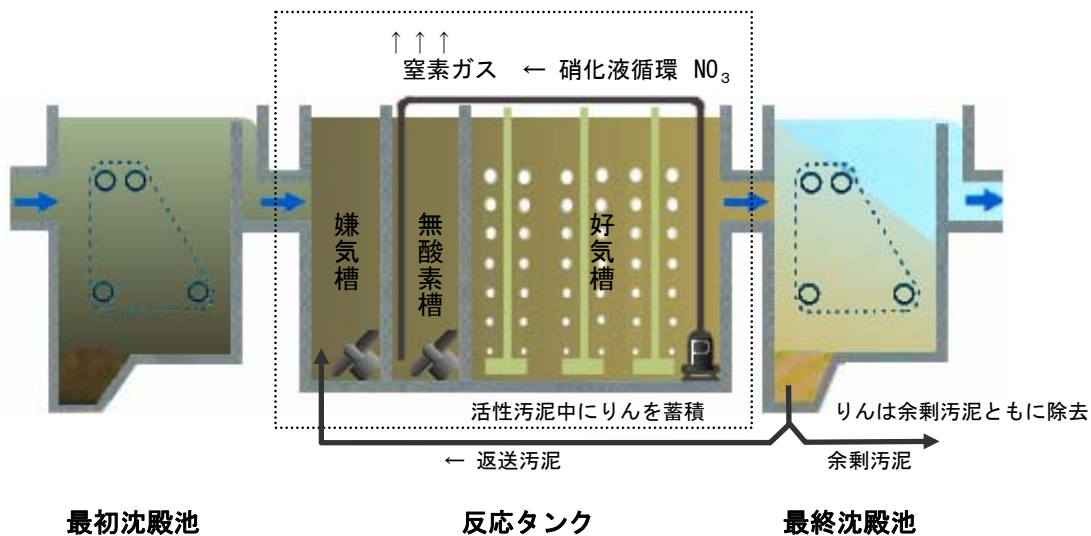 ↑ ↑ ↑
窒素ガス ← 硝化液循環 NO₃
嫌気槽
無酸素槽
好気槽
P
活性汚泥中にりんを蓄積
りんは余剰汚泥ともに除去
← 返送汚泥
余剰汚泥
最初沈殿池
反応タンク
最終沈殿池